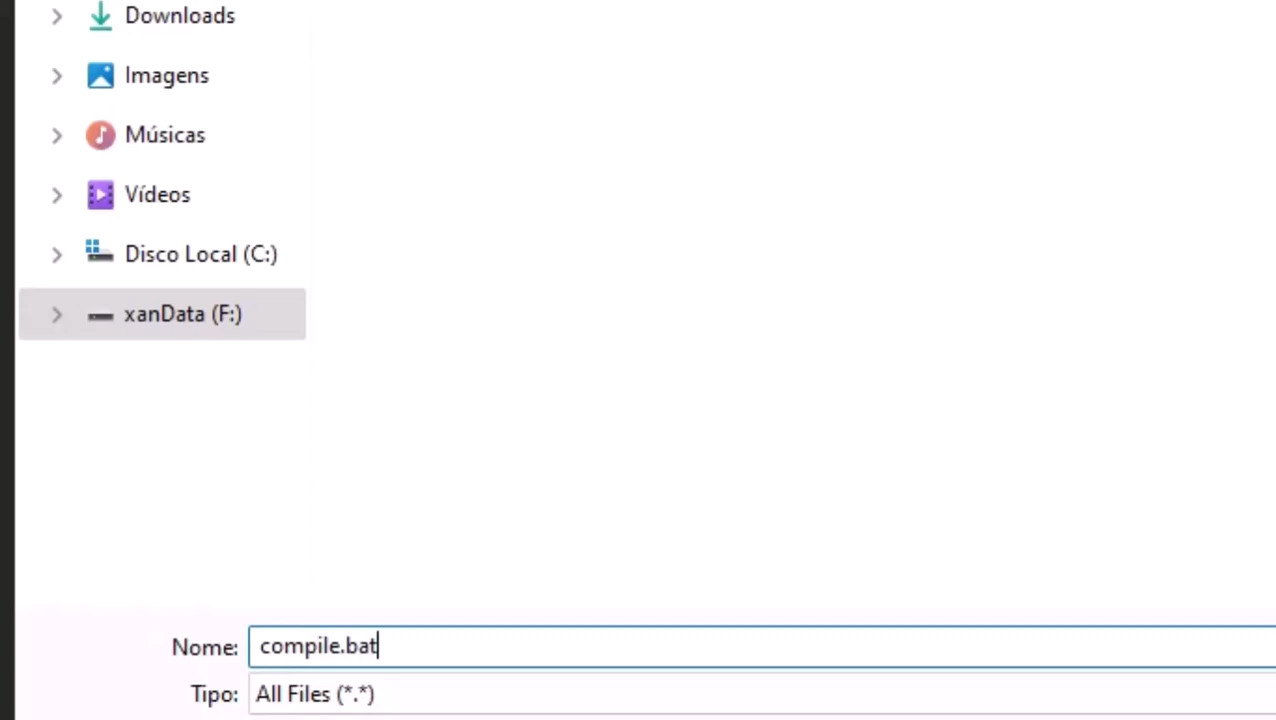 Downloads
Imagens
Músicas
Vídeos
Disco Local (C:)
xanData (F:)
Nome: compile.bat
Tipo: All Files (*.*)